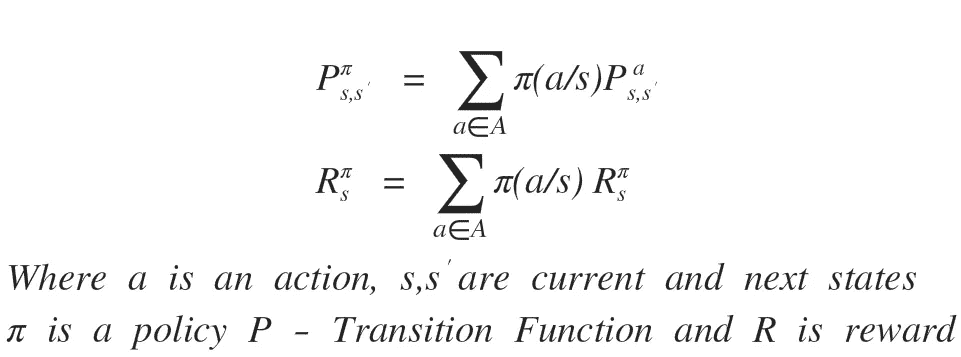 P^π_{s,s'} = ∑_{a∈A} π(a/s)P^a_{s,s'}
R^π_s = ∑_{a∈A} π(a/s) R^π_s
Where a is an action, s,s' are current and next states
π is a policy P - Transition Function and R is reward